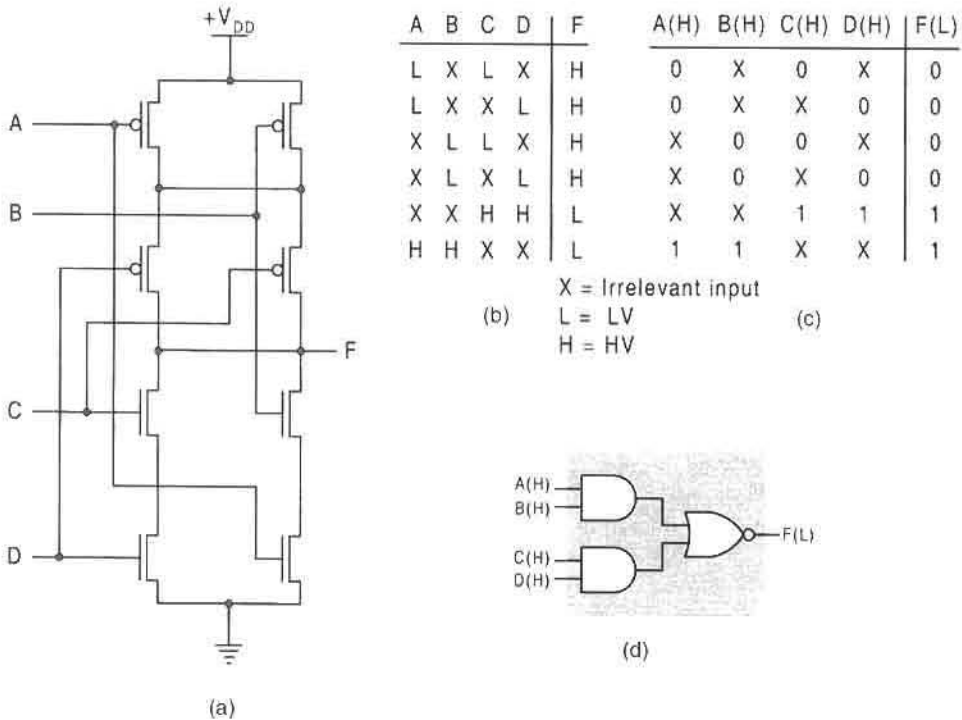 +V_DD
A
B
C
D
F
(a)
A B C D F
L X L X H
L X X L H
X L L X H
X L X L H
X X H H L
H H X X L
(b)
A(H) B(H) C(H) D(H) F(L)
0 X 0 X 0
0 X X 0 0
X 0 0 X 0
X 0 X 0 0
X X 1 1 1
1 1 X X 1
(c)
X = Irrelevant input
L = LV
H = HV
A(H)
B(H)
C(H)
D(H)
F(L)
(d)